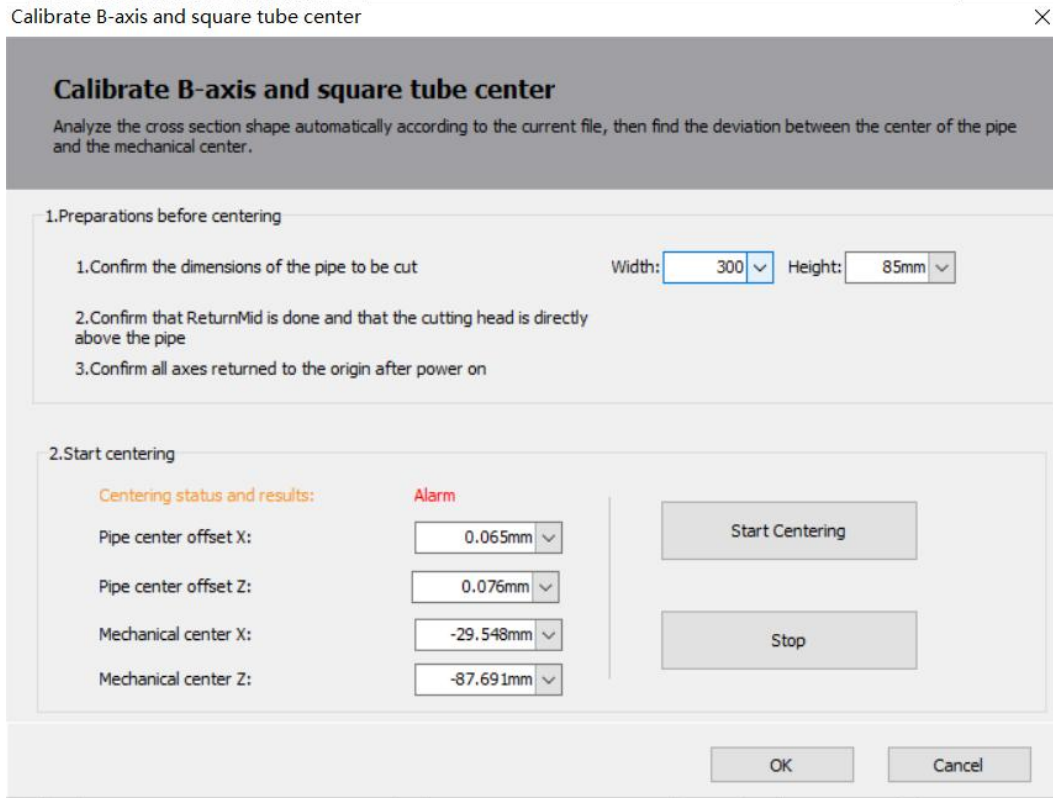 Calibrate B-axis and square tube center
Calibrate B-axis and square tube center
Analyze the cross section shape automatically according to the current file, then find the deviation between the center of the pipe
and the mechanical center.
1.Preparations before centering
1.Confirm the dimensions of the pipe to be cut Width: 300 Height: 85mm
2.Confirm that ReturnMid is done and that the cutting head is directly
above the pipe
3.Confirm all axes returned to the origin after power on
2.Start centering
Centering status and results: Alarm
Pipe center offset X: 0.065mm Start Centering
Pipe center offset Z: 0.076mm
Mechanical center X: -29.548mm Stop
Mechanical center Z: -87.691mm
OK Cancel